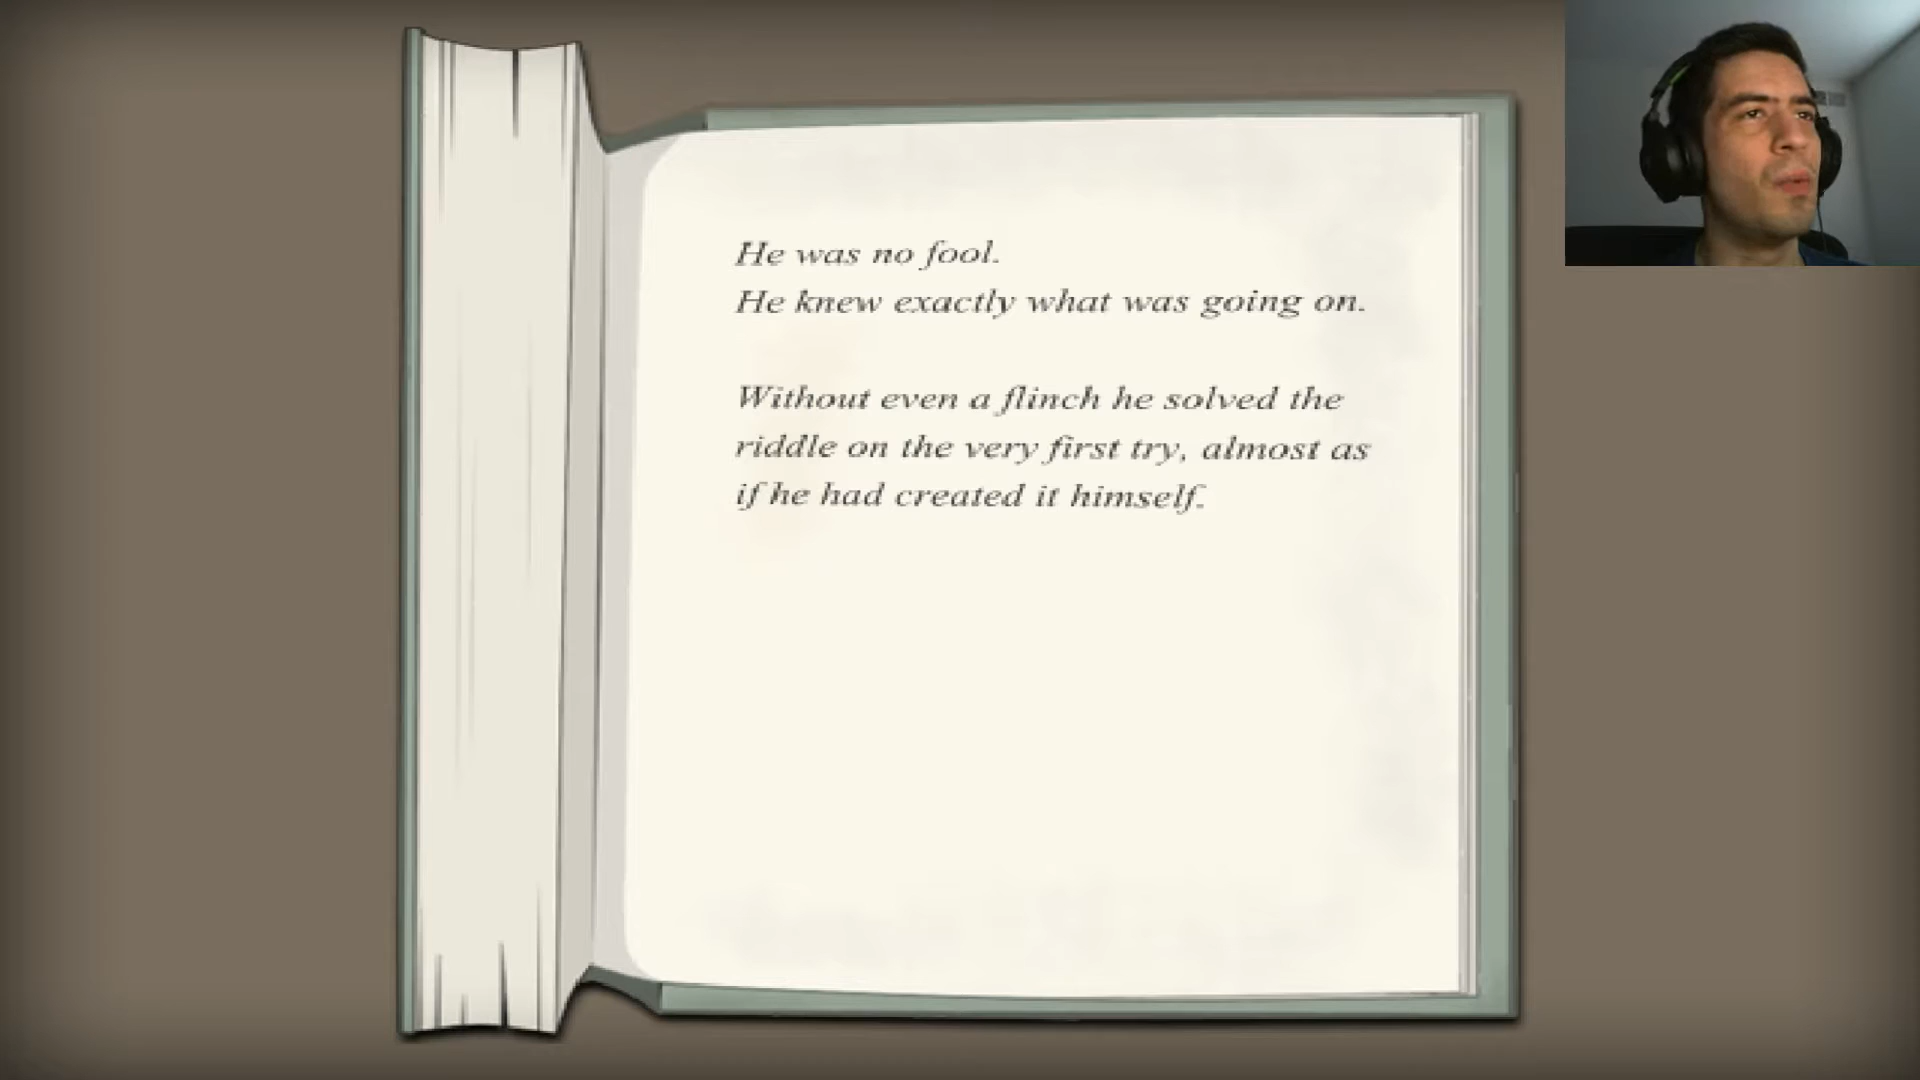 He was no fool.
He knew exactly what was going on.
Without even a flinch he solved the
riddle on the very first try, almost as
if he had created it himself.